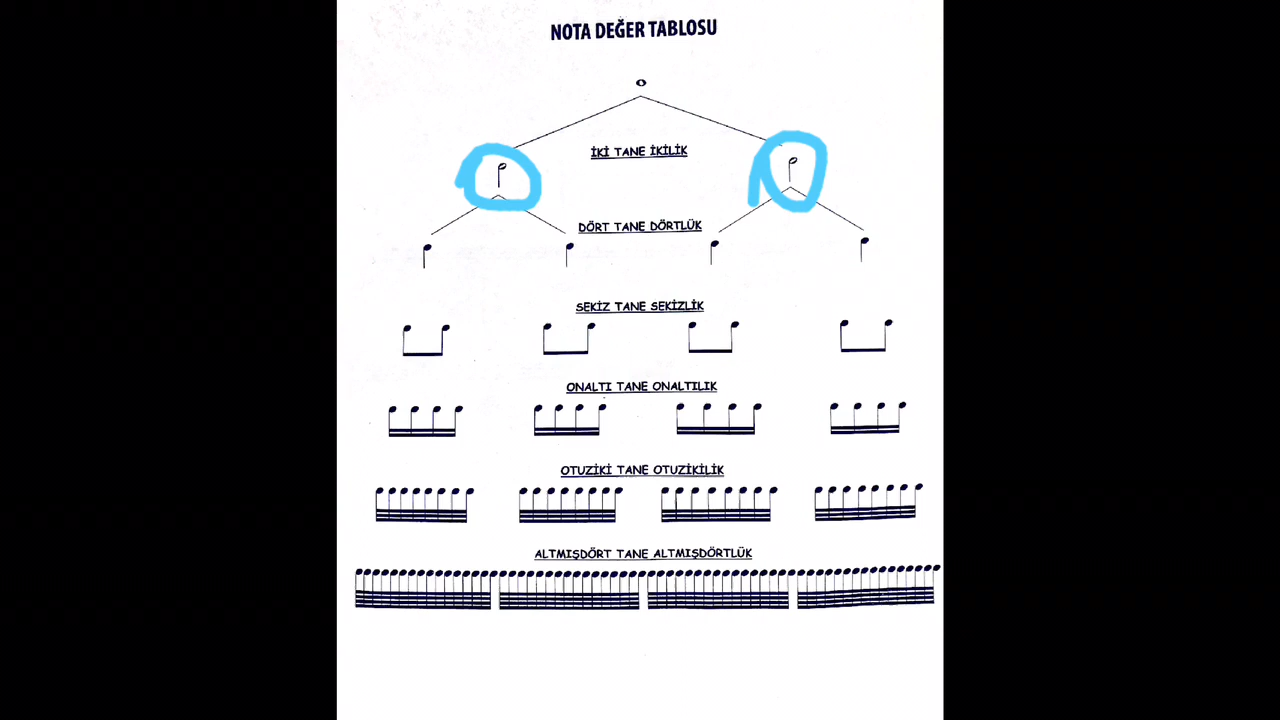 NOTA DEĞER TABLOSU
İKİ TANE İKİLİK
DÖRT TANE DÖRTLÜK
SEKİZ TANE SEKİZLİK
ONALTI TANE ONALTILIK
OTUZİKİ TANE OTUZİKİLİK
ALTMIŞDÖRT TANE ALTMIŞDÖRTLÜK